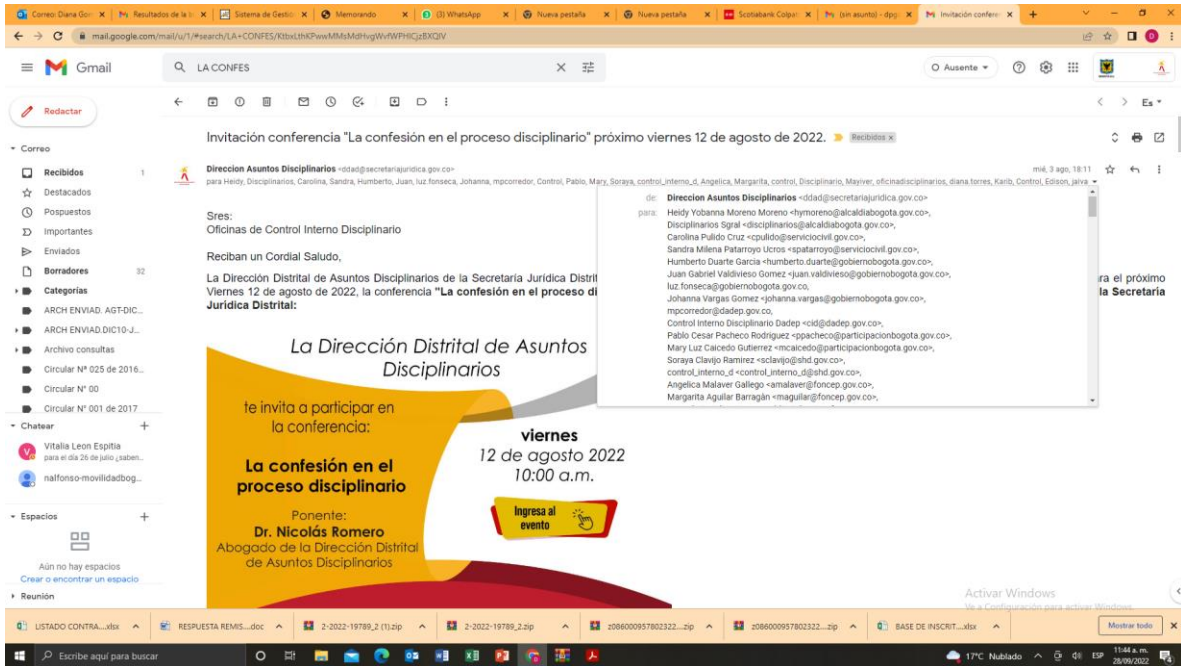 Correo: Diana Gon
Resultados de la b
Sistema de Gestió
Memorando
(3) WhatsApp
Nueva pestaña
Nueva pestaña
Scotiabank Colpat
(sin asunto) - dpg
Invitación confere
mail.google.com/mail/u/1/#search/LA+CONFES/
Gmail
LA CONFES
Ausente
Redactar
Es
Invitación conferencia "La confesión en el proceso disciplinario" próximo viernes 12 de agosto de 2022.
Recibidos x
Correo
Recibidos 1
Destacados
Pospuestos
Importantes
Enviados
Borradores 32
Categorías
ARCH ENVIAD. AGT-DIC...
ARCH ENVIAD.DIC10-J...
Archivo consultas
Circular Nª 025 de 2016...
Circular N° 00
Circular N° 001 de 2017
Chatear
Vitalia Leon Espitia
para el día 26 de julio ¿saben...
nalfonso-movilidadbog...
Espacios
Aún no hay espacios
Crear o encontrar un espacio
Reunión
Direccion Asuntos Disciplinarios <ddad@secretariajuridica.gov.co>
mié, 3 ago, 18:11
para Heidy, Disciplinarios, Carolina, Sandra, Humberto, Juan, luz.fonseca, Johanna, mpcorredor, Control, Pablo, Mary, Soraya, control_interno_d, Angelica, Margarita, control, Disciplinario, Mayiver, oficinadisciplinarios, diana.torres, Karib, Control, Edison, jaiva
Sres:
Oficinas de Control Interno Disciplinario
Reciban un Cordial Saludo,
La Dirección Distrital de Asuntos Disciplinarios de la Secretaría Jurídica Distrit
ra el próximo
Viernes 12 de agosto de 2022, la conferencia "La confesión en el proceso di
la Secretaría
Jurídica Distrital:
de: Direccion Asuntos Disciplinarios <ddad@secretariajuridica.gov.co>
para: Heidy Yobanna Moreno Moreno <hymoreno@alcaldiabogota.gov.co>,
Disciplinarios Sgral <disciplinarios@alcaldiabogota.gov.co>,
Carolina Pulido Cruz <cpulido@serviciocivil.gov.co>,
Sandra Milena Patarroyo Ucros <spatarroyo@serviciocivil.gov.co>,
Humberto Duarte Garcia <humberto.duarte@gobiernobogota.gov.co>,
Juan Gabriel Valdivieso Gomez <juan.valdivieso@gobiernobogota.gov.co>,
luz.fonseca@gobiernobogota.gov.co,
Johanna Vargas Gomez <johanna.vargas@gobiernobogota.gov.co>,
mpcorredor@dadep.gov.co,
Control Interno Disciplinario Dadep <cid@dadep.gov.co>,
Pablo Cesar Pacheco Rodriguez <ppacheco@participacionbogota.gov.co>,
Mary Luz Caicedo Gutierrez <mcaicedo@participacionbogota.gov.co>,
Soraya Clavijo Ramirez <sclavijo@shd.gov.co>,
control_interno_d <control_interno_d@shd.gov.co>,
Angelica Malaver Gallego <amalaver@foncep.gov.co>,
Margarita Aguilar Barragán <maguilar@foncep.gov.co>,
La Dirección Distrital de Asuntos
Disciplinarios
te invita a participar en
la conferencia:
La confesión en el
proceso disciplinario
Ponente:
Dr. Nicolás Romero
Abogado de la Dirección Distrital
de Asuntos Disciplinarios
viernes
12 de agosto 2022
10:00 a.m.
Ingresa al
evento
Activar Windows
Ve a Configuración para activar Windows.
LISTADO CONTRA....xlsx
RESPUESTA REMIS....doc
2-2022-19789_2 (1).zip
2-2022-19789_2.zip
z086000957802322....zip
z086000957802322....zip
BASE DE INSCRIT....xlsx
Mostrar todo
Escribe aquí para buscar
17°C Nublado
ESP
11:44 a. m.
28/09/2022